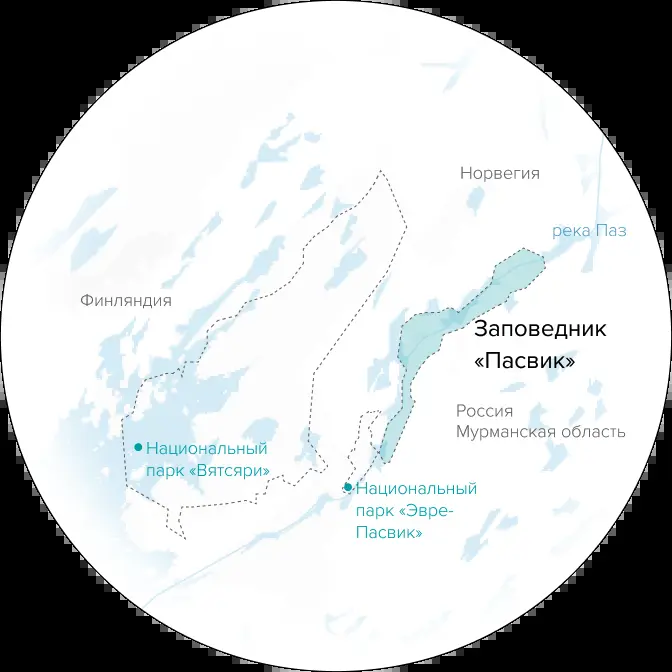 Норвегия
река Паз
Финляндия
Заповедник
«Пасвик»
Россия
Мурманская область
Национальный
парк «Вятсяри»
Национальный
парк «Эвре-
Пасвик»